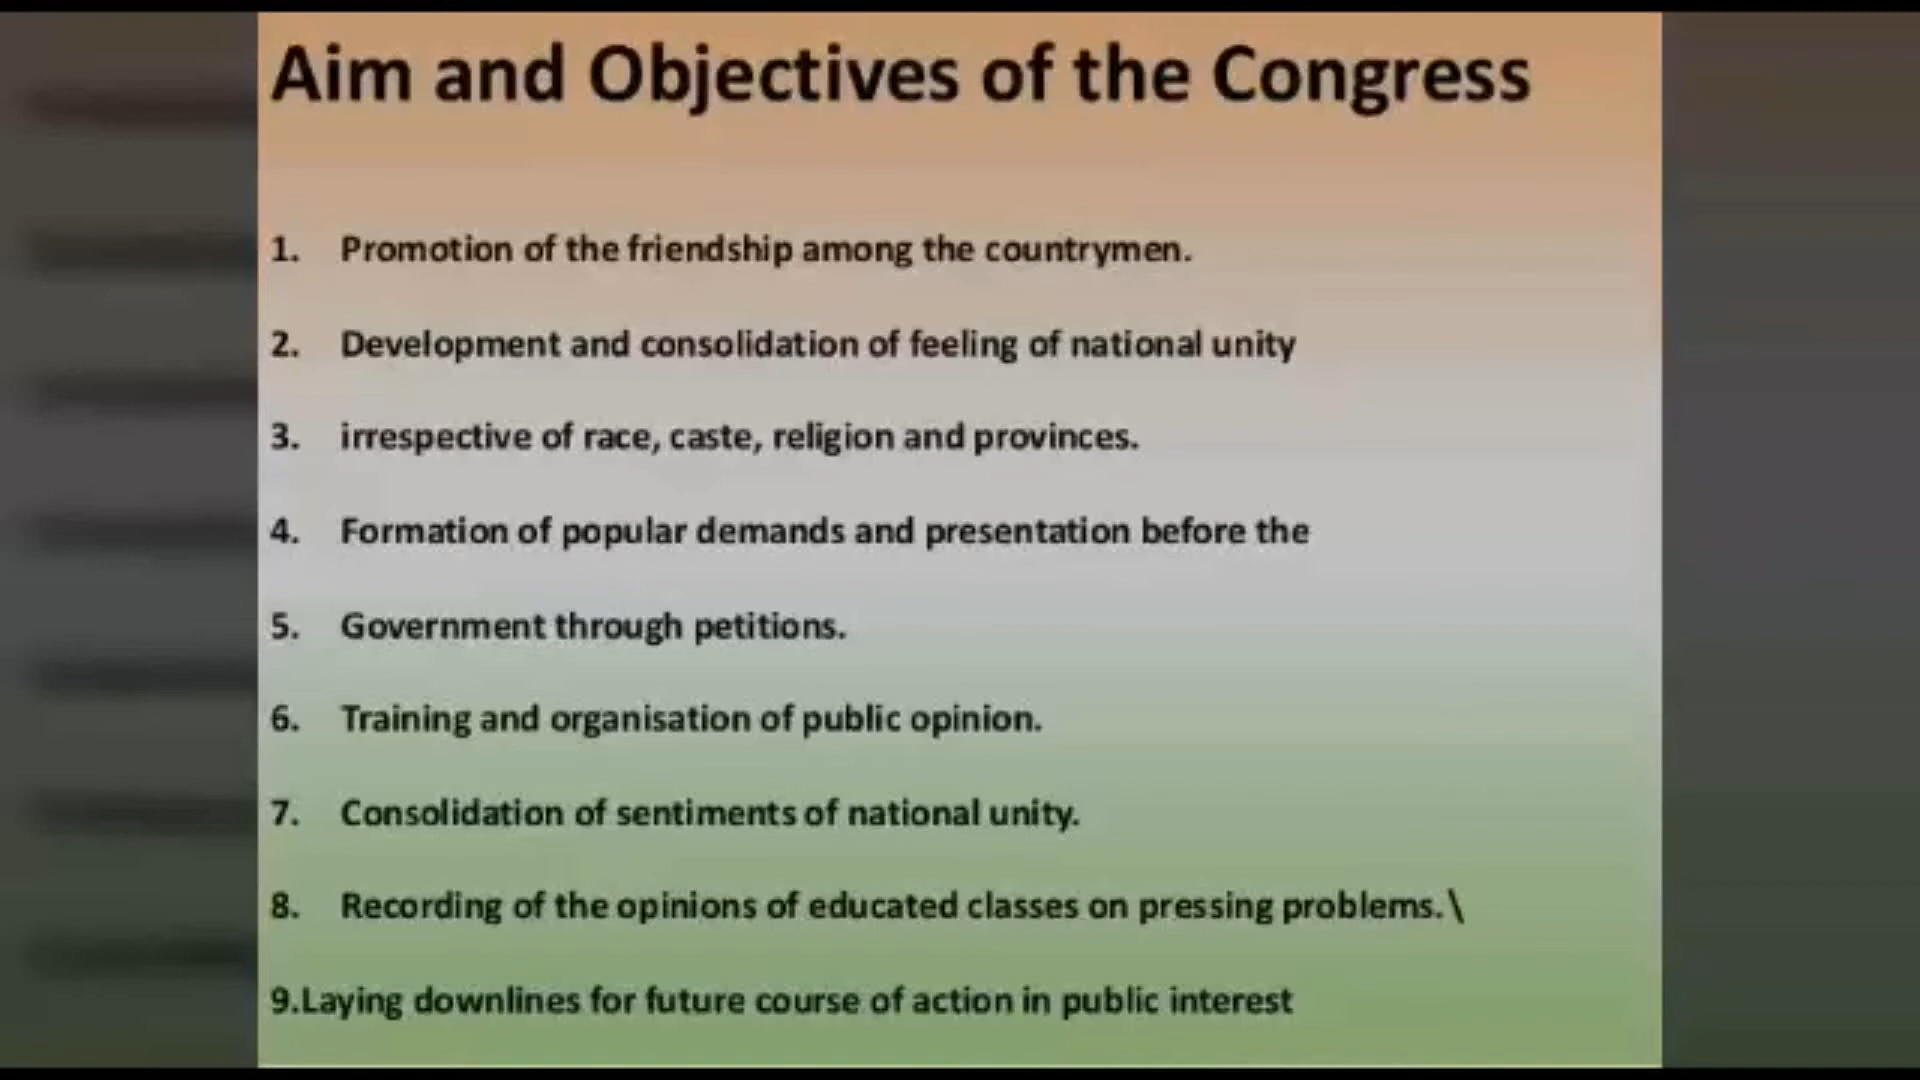 Aim and Objectives of the Congress
1. Promotion of the friendship among the countrymen.
2. Development and consolidation of feeling of national unity
3. irrespective of race, caste, religion and provinces.
4. Formation of popular demands and presentation before the
5. Government through petitions.
6. Training and organisation of public opinion.
7. Consolidation of sentiments of national unity.
8. Recording of the opinions of educated classes on pressing problems.\
9.Laying downlines for future course of action in public interest